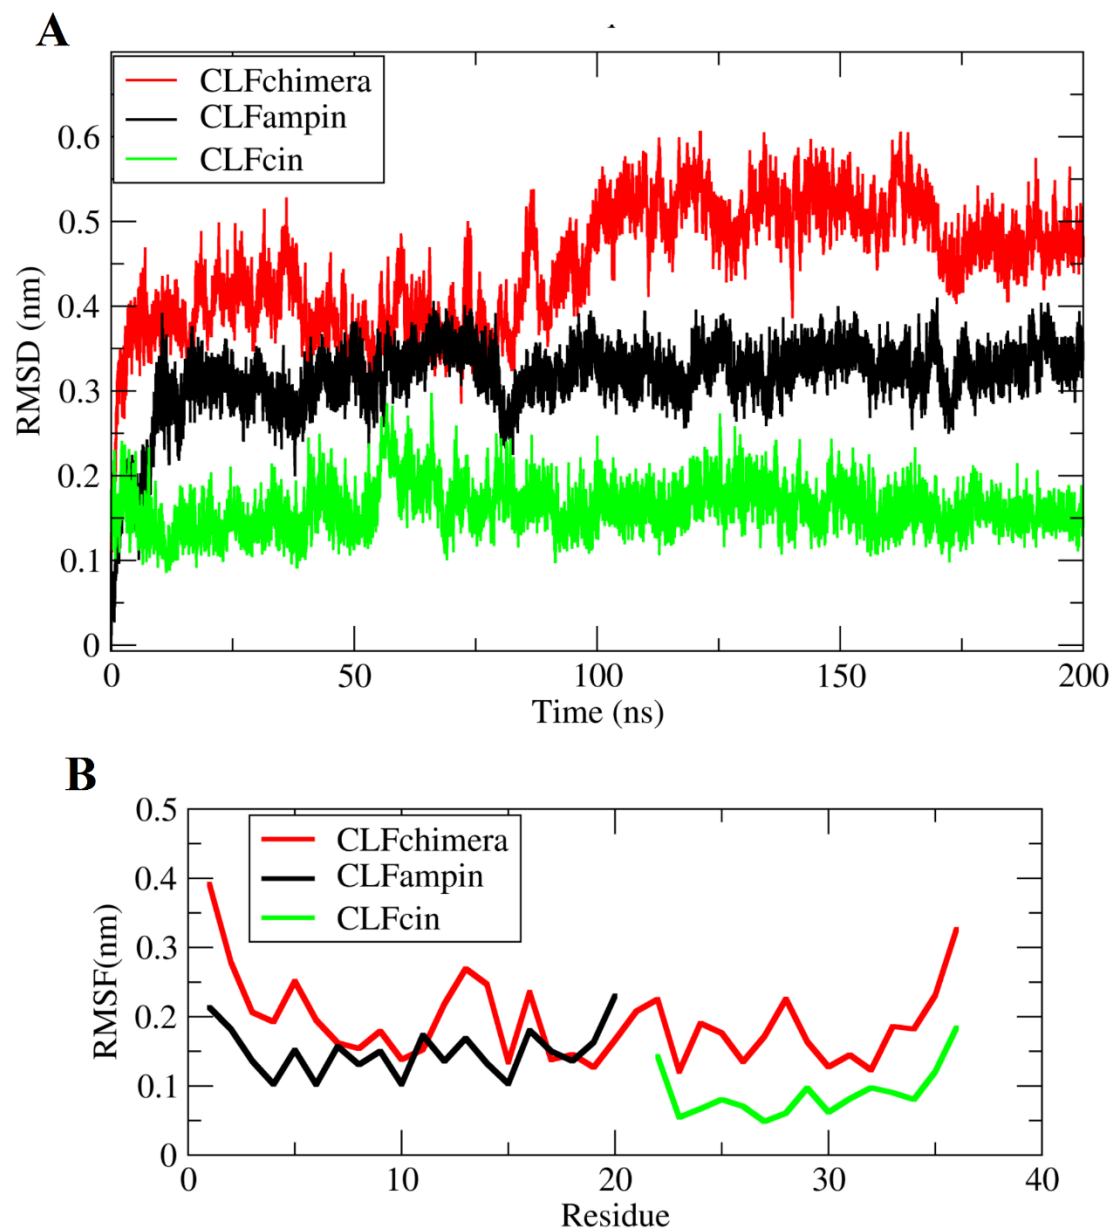 A
CLFchimera
CLFampin
CLFcin
0.6
0.5
0.4
0.3
0.2
0.1
0
RMSD (nm)
0 50 100 150 200
Time (ns)
B
0.5
0.4
0.3
0.2
0.1
0
RMSF(nm)
CLFchimera
CLFampin
CLFcin
0 10 20 30 40
Residue